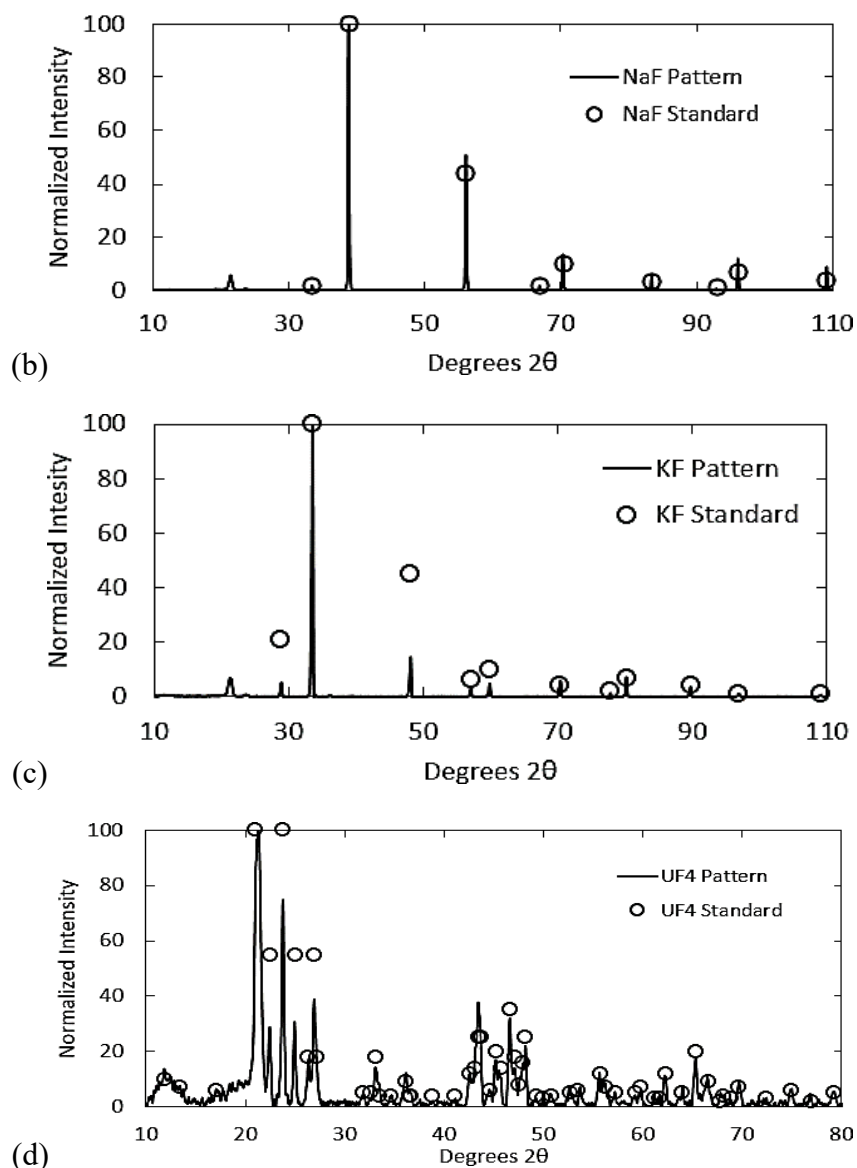 100
80
60
40
20
0
Normalized Intensity
NaF Pattern
NaF Standard
10 30 50 70 90 110
Degrees 2θ
(b)
100
80
60
40
20
0
Normalized Intesity
KF Pattern
KF Standard
10 30 50 70 90 110
Degrees 2θ
(c)
100
80
60
40
20
0
Normalized Intensity
UF4 Pattern
UF4 Standard
10 20 30 40 50 60 70 80
Degrees 2θ
(d)